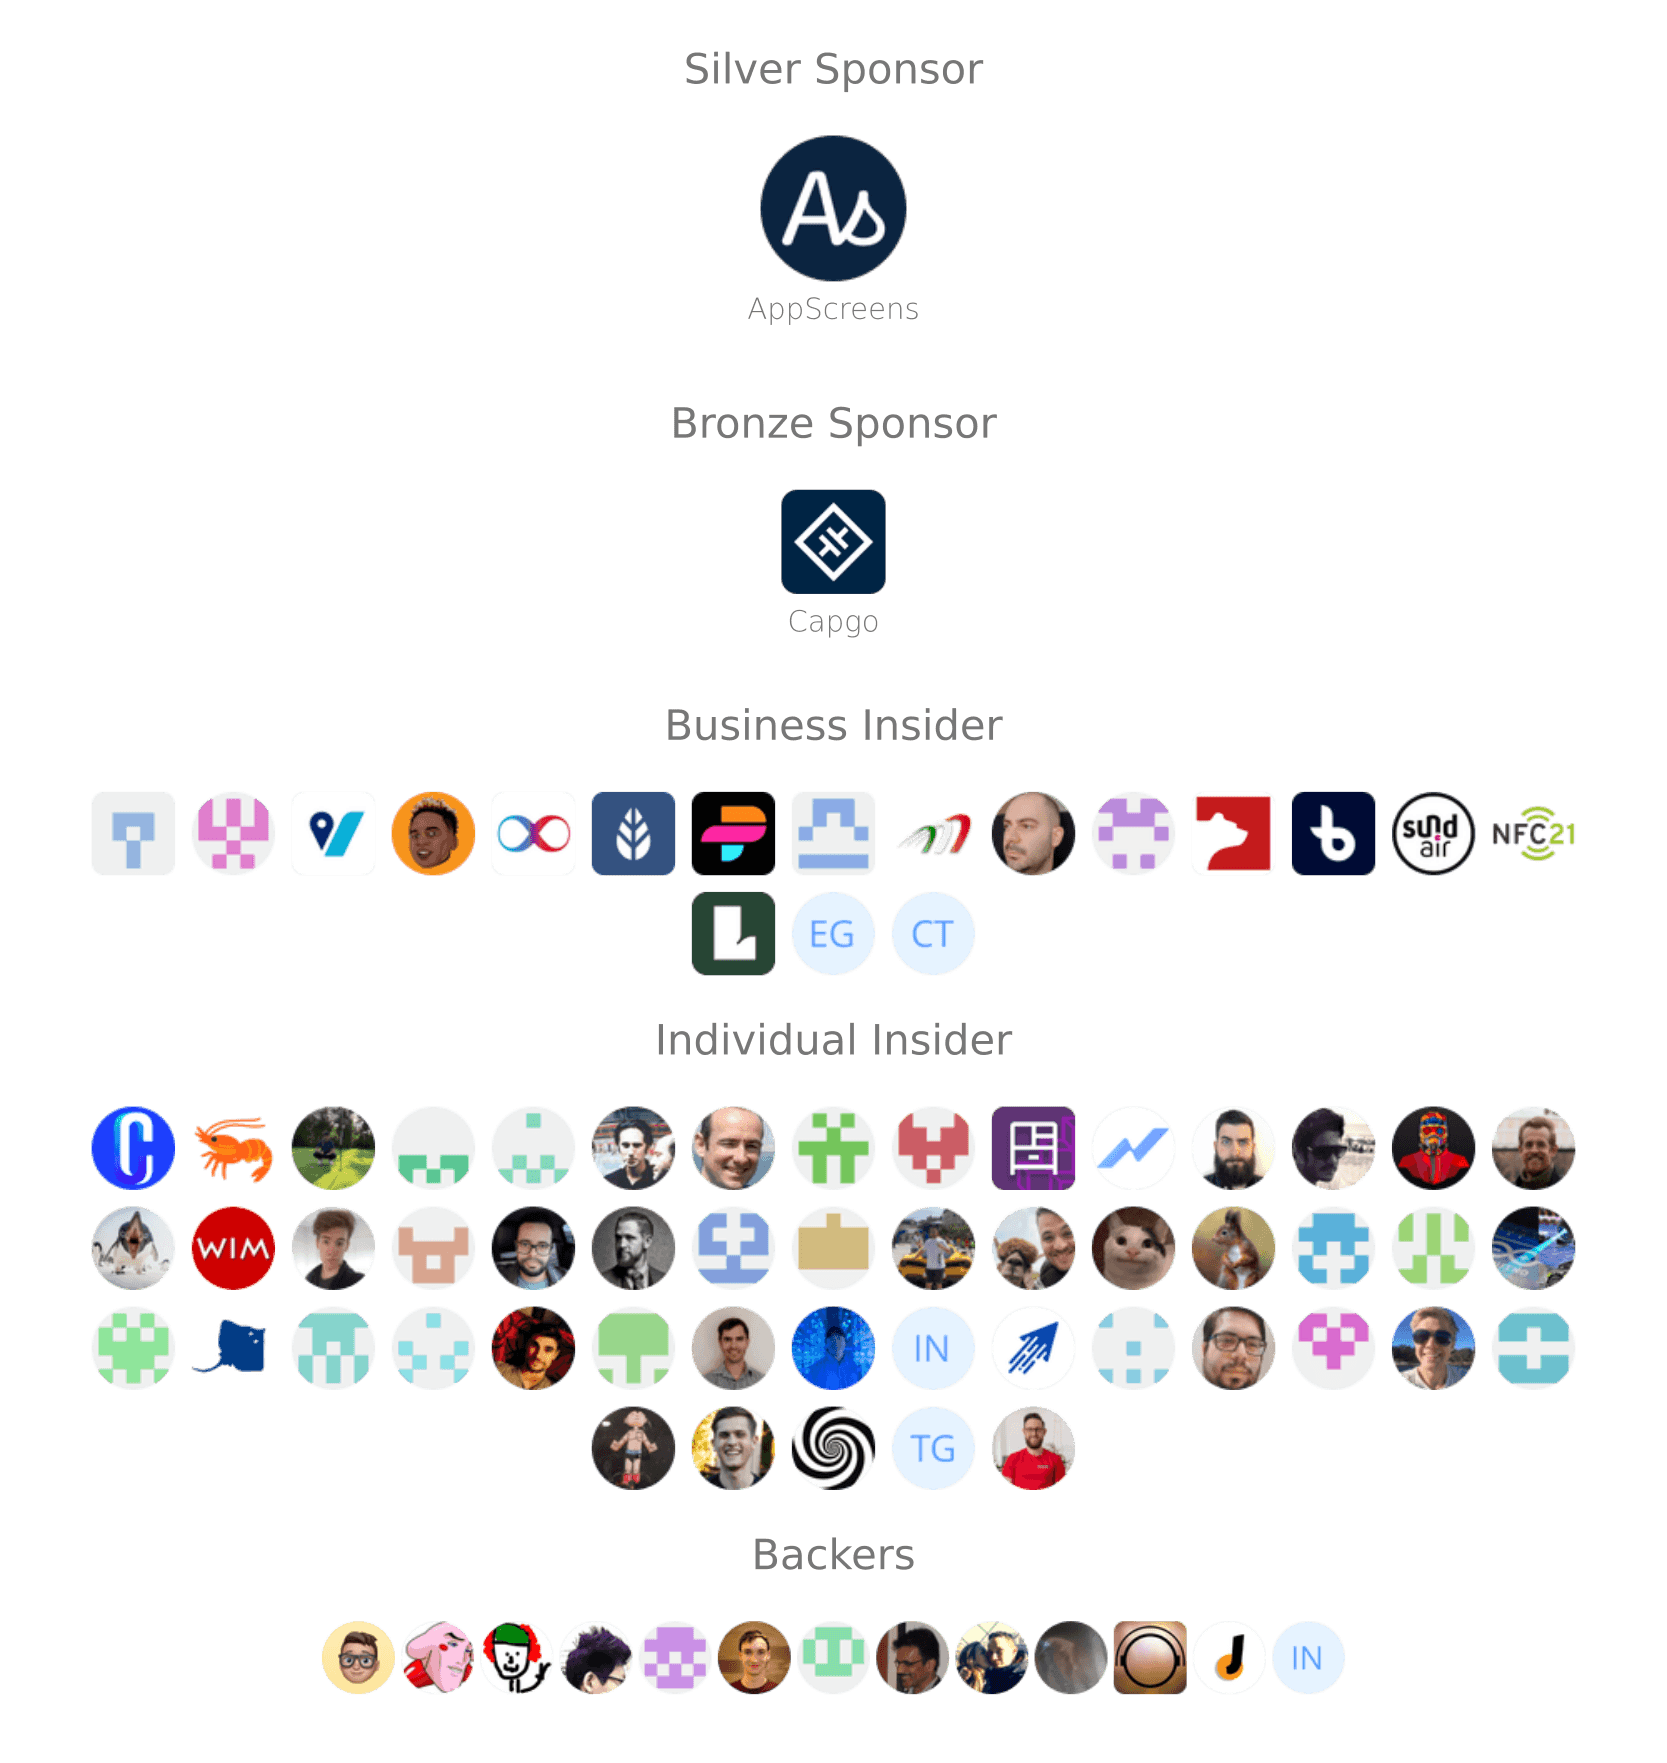 Silver Sponsor
As
AppScreens
Bronze Sponsor
Capgo
Business Insider
sund air NFC21
L EG CT
Individual Insider
C
WIM
IN
TG
Backers
IN